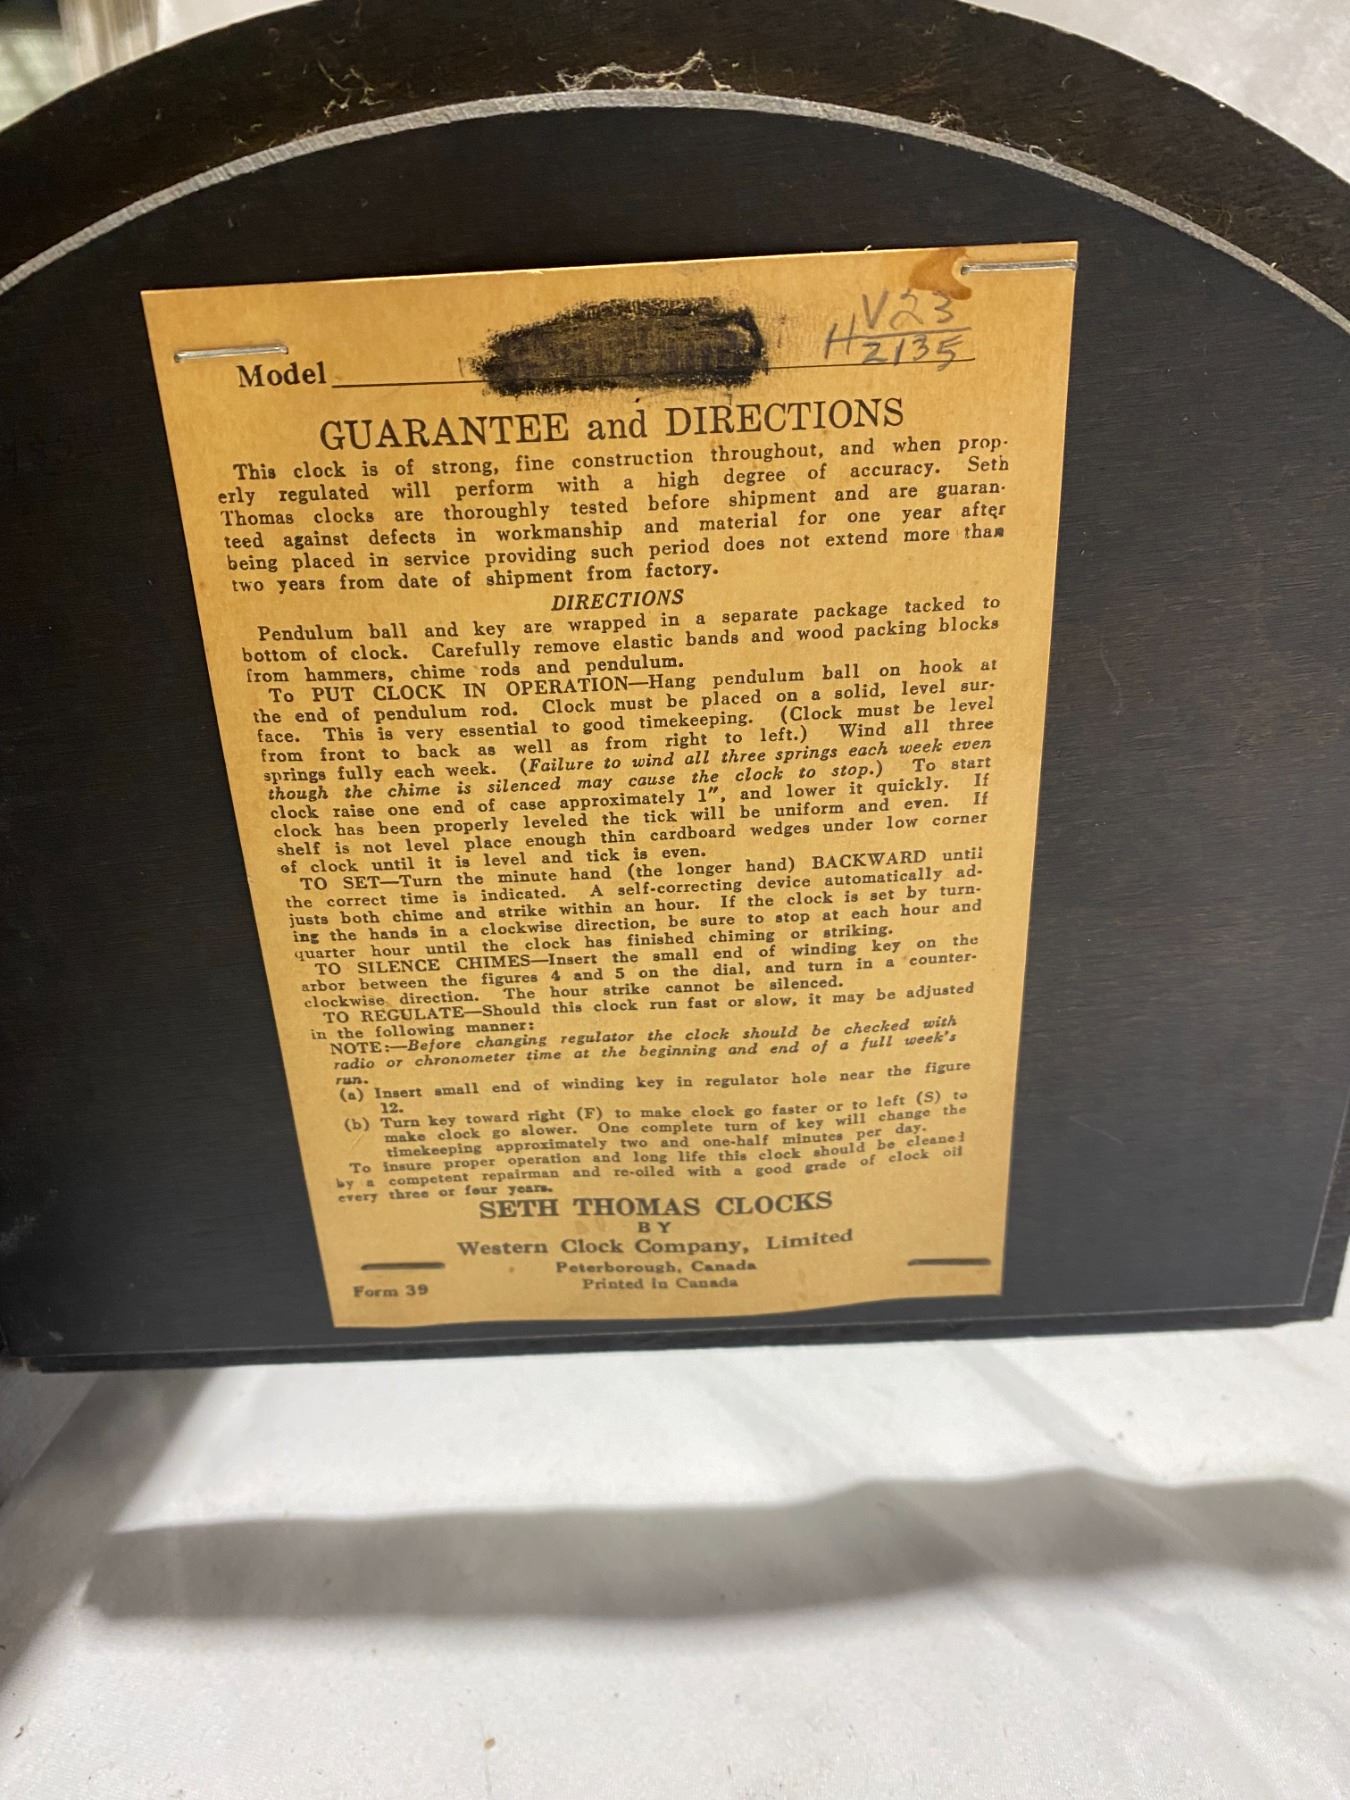 V23
H 2135
Model
GUARANTEE and DIRECTIONS
This clock is of strong, fine construction throughout, and when prop-
erly regulated will perform with a high degree of accuracy. Seth
Thomas clocks are thoroughly tested before shipment and are guaran-
teed against defects in workmanship and material for one year after
being placed in service providing such period does not extend more than
two years from date of shipment from factory.
DIRECTIONS
Pendulum ball and key are wrapped in a separate package tacked to
bottom of clock. Carefully remove elastic bands and wood packing blocks
from hammers, chime rods and pendulum.
To PUT CLOCK IN OPERATION—Hang pendulum ball on hook at
the end of pendulum rod. Clock must be placed on a solid, level sur-
face. This is very essential to good timekeeping. (Clock must be level
from front to back as well as from right to left.) Wind all three
springs fully each week. (Failure to wind all three springs each week even
though the chime is silenced may cause the clock to stop.) To start
clock raise one end of case approximately 1", and lower it quickly. If
clock has been properly leveled the tick will be uniform and even. If
shelf is not level place enough thin cardboard wedges under low corner
of clock until it is level and tick is even.
TO SET—Turn the minute hand (the longer hand) BACKWARD until
the correct time is indicated. A self-correcting device automatically ad-
justs both chime and strike within an hour. If the clock is set by turn-
ing the hands in a clockwise direction, be sure to stop at each hour and
quarter hour until the clock has finished chiming or striking.
TO SILENCE CHIMES—Insert the small end of winding key on the
arbor between the figures 4 and 5 on the dial, and turn in a counter-
clockwise direction. The hour strike cannot be silenced.
TO REGULATE—Should this clock run fast or slow, it may be adjusted
in the following manner:
NOTE:—Before changing regulator the clock should be checked with
radio or chronometer time at the beginning and end of a full week's
run.
(a) Insert small end of winding key in regulator hole near the figure
12.
(b) Turn key toward right (F) to make clock go faster or to left (S) to
make clock go slower. One complete turn of key will change the
timekeeping approximately two and one-half minutes per day.
To insure proper operation and long life this clock should be cleaned
by a competent repairman and re-oiled with a good grade of clock oil
every three or four years.
SETH THOMAS CLOCKS
BY
Western Clock Company, Limited
Peterborough, Canada
Printed in Canada
Form 39